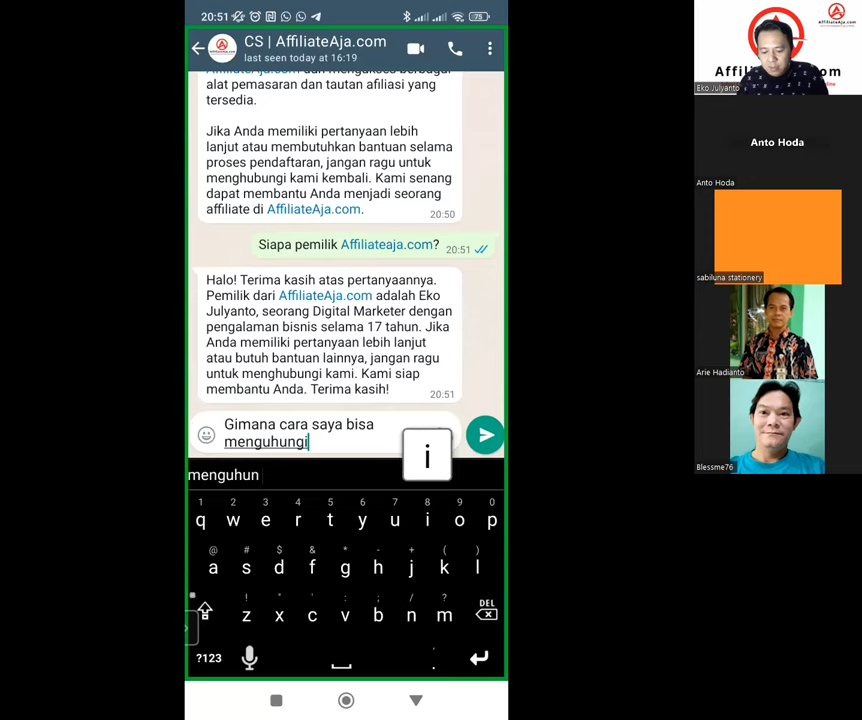 20:51
75
CS | AffiliateAja.com
last seen today at 16:19
AffiliateAja.com dan mengakses berbagai
alat pemasaran dan tautan afiliasi yang
tersedia.
Jika Anda memiliki pertanyaan lebih
lanjut atau membutuhkan bantuan selama
proses pendaftaran, jangan ragu untuk
menghubungi kami kembali. Kami senang
dapat membantu Anda menjadi seorang
affiliate di AffiliateAja.com.
20:50
Siapa pemilik Affiliateaja.com?
20:51
Halo! Terima kasih atas pertanyaannya.
Pemilik dari AffiliateAja.com adalah Eko
Julyanto, seorang Digital Marketer dengan
pengalaman bisnis selama 17 tahun. Jika
Anda memiliki pertanyaan lebih lanjut
atau butuh bantuan lainnya, jangan ragu
untuk menghubungi kami. Kami siap
membantu Anda. Terima kasih!
20:51
Gimana cara saya bisa
menguhungi
i
menguhun
1 2 3 4 5 6 7 8 9 0
q w e r t y u i o p
@ # $ & * - + ( )
a s d f g h j k l
! " ' : ; / ?
z x c v b n m
DEL
?123
Eko Julyanto
Anto Hoda
Anto Hoda
sabiluna stationery
Arie Hadianto
Blessme76